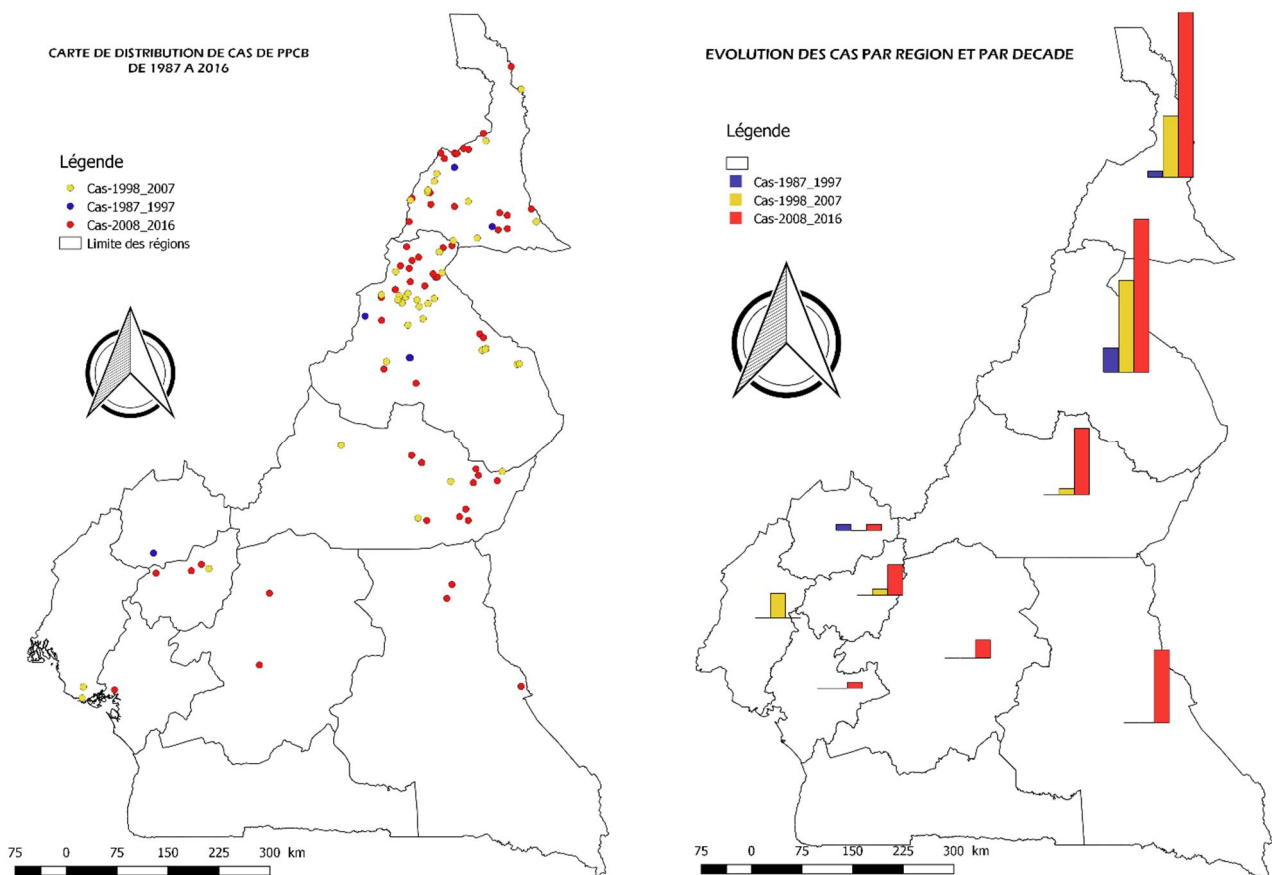 CARTE DE DISTRIBUTION DE CAS DE PPCB
DE 1987 A 2016
Légende
Cas-1998_2007
Cas-1987_1997
Cas-2008_2016
Limite des régions
75 0 75 150 225 300 km
EVOLUTION DES CAS PAR REGION ET PAR DECADE
Légende
Cas-1987_1997
Cas-1998_2007
Cas-2008_2016
75 0 75 150 225 300 km